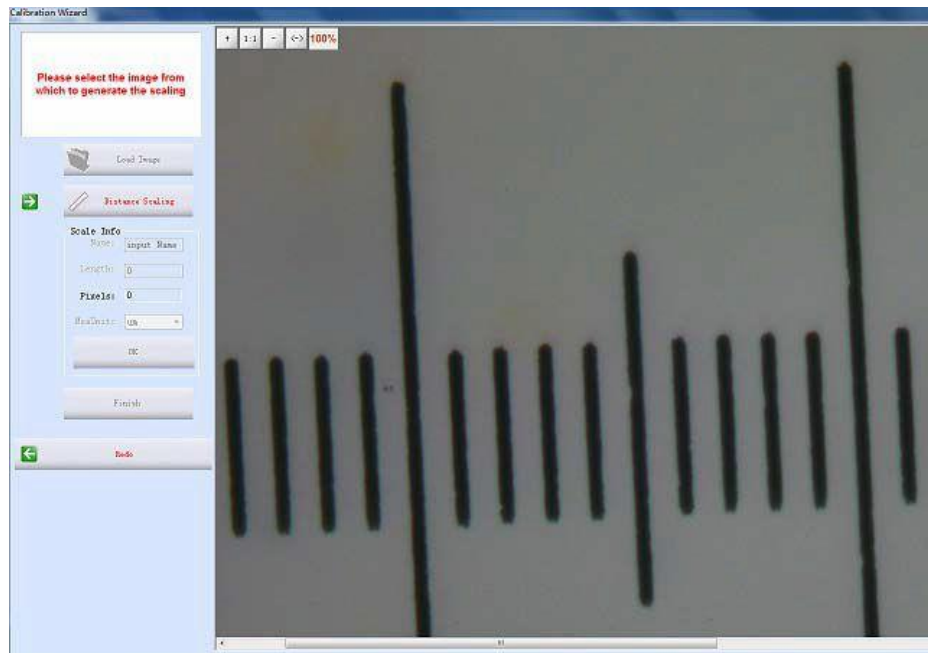 Calibration Wizard
+ 1:1 - <-> 100%
Please select the image from
which to generate the scaling
Load Image
Distance Scaling
Scale Info
Name: input Name
Length: 0
Pixels: 0
um
OK
Finish
Redo